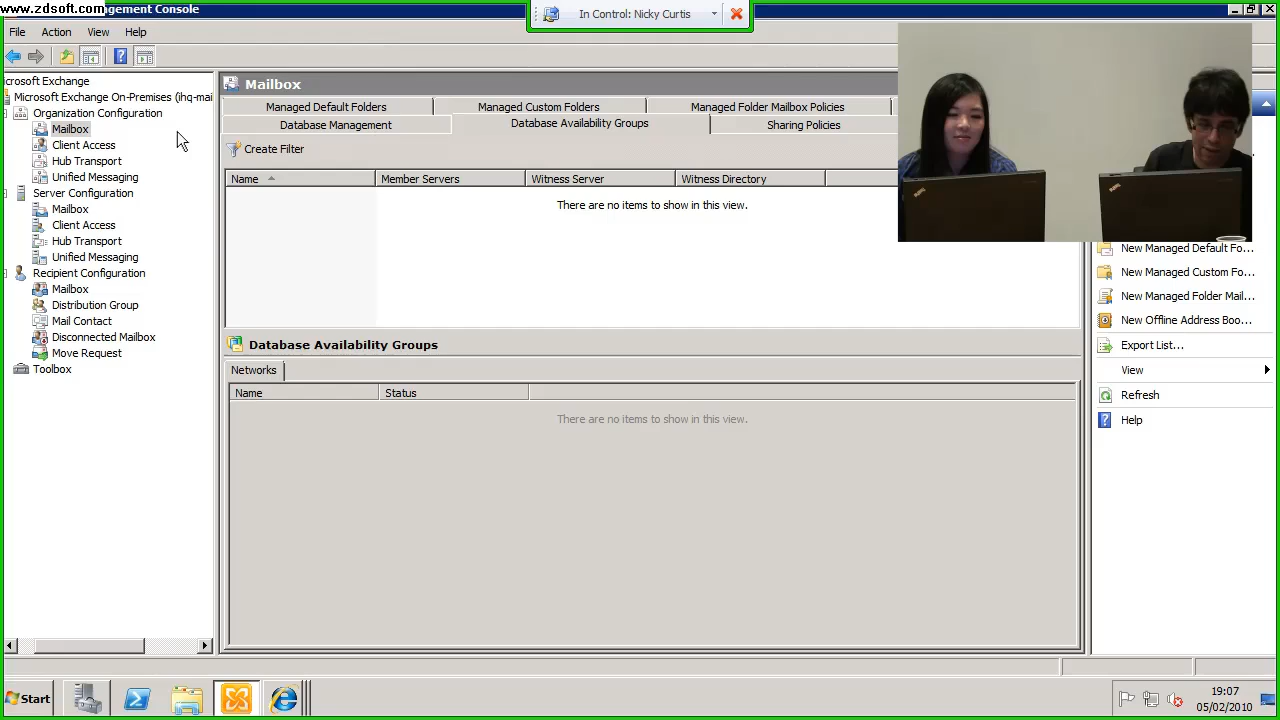 www.zdsoft.com
agement Console
In Control: Nicky Curtis
File Action View Help
icrosoft Exchange
Microsoft Exchange On-Premises (ihq-mai
Organization Configuration
Mailbox
Client Access
Hub Transport
Unified Messaging
Server Configuration
Mailbox
Client Access
Hub Transport
Unified Messaging
Recipient Configuration
Mailbox
Distribution Group
Mail Contact
Disconnected Mailbox
Move Request
Toolbox
Mailbox
Managed Default Folders Managed Custom Folders Managed Folder Mailbox Policies
Database Management Database Availability Groups Sharing Policies
Create Filter
Name Member Servers Witness Server Witness Directory
There are no items to show in this view.
Database Availability Groups
Networks
Name Status
There are no items to show in this view.
New Managed Default Fo...
New Managed Custom Fo...
New Managed Folder Mail...
New Offline Address Boo...
Export List...
View
Refresh
Help
Start
19:07
05/02/2010